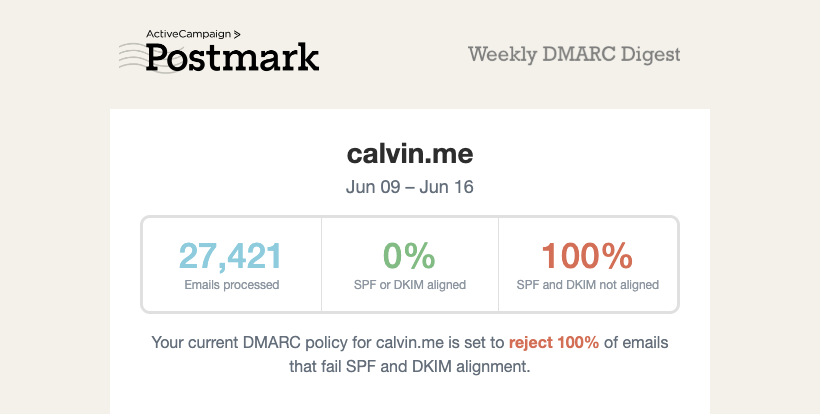 ActiveCampaign >
Postmark
Weekly DMARC Digest
calvin.me
Jun 09 – Jun 16
27,421
Emails processed
0%
SPF or DKIM aligned
100%
SPF and DKIM not aligned
Your current DMARC policy for calvin.me is set to reject 100% of emails
that fail SPF and DKIM alignment.